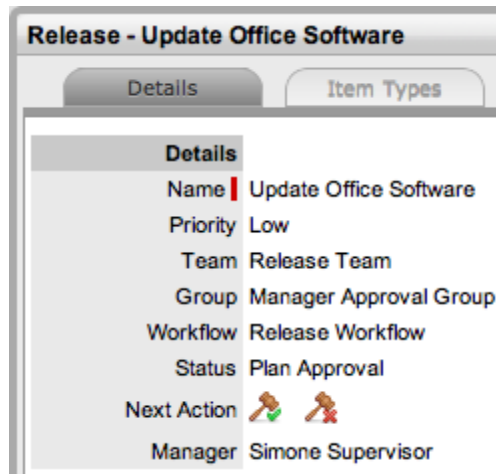 Release - Update Office Software
Details Item Types
Details
Name Update Office Software
Priority Low
Team Release Team
Group Manager Approval Group
Workflow Release Workflow
Status Plan Approval
Next Action
Manager Simone Supervisor